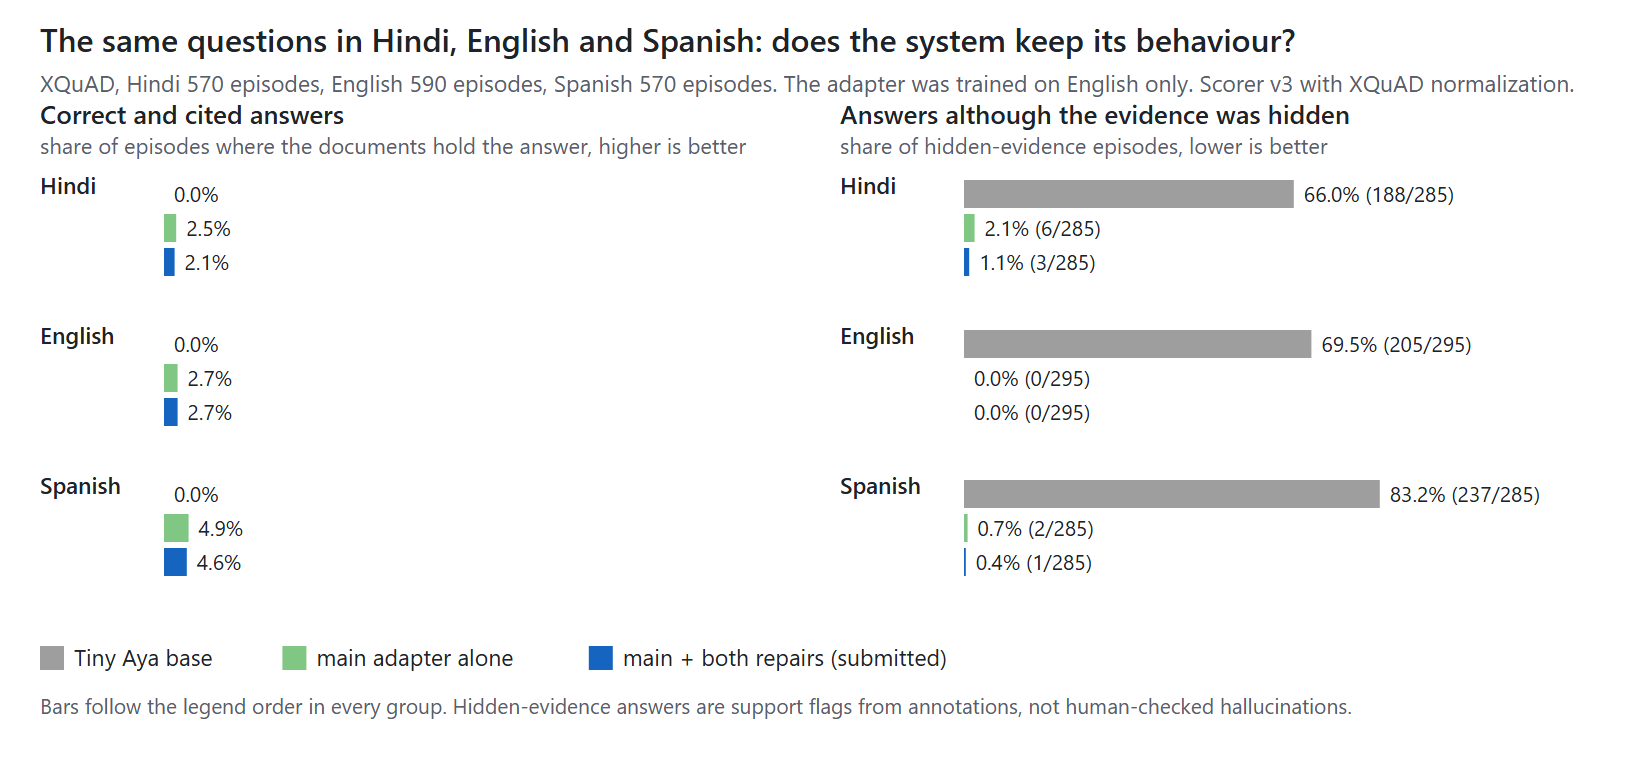 The same questions in Hindi, English and Spanish: does the system keep its behaviour?
XQuAD, Hindi 570 episodes, English 590 episodes, Spanish 570 episodes. The adapter was trained on English only. Scorer v3 with XQuAD normalization.
Correct and cited answers
share of episodes where the documents hold the answer, higher is better
Hindi
0.0%
2.5%
2.1%
English
0.0%
2.7%
2.7%
Spanish
0.0%
4.9%
4.6%
Answers although the evidence was hidden
share of hidden-evidence episodes, lower is better
Hindi
66.0% (188/285)
2.1% (6/285)
1.1% (3/285)
English
69.5% (205/295)
0.0% (0/295)
0.0% (0/295)
Spanish
83.2% (237/285)
0.7% (2/285)
0.4% (1/285)
Tiny Aya base
main adapter alone
main + both repairs (submitted)
Bars follow the legend order in every group. Hidden-evidence answers are support flags from annotations, not human-checked hallucinations.